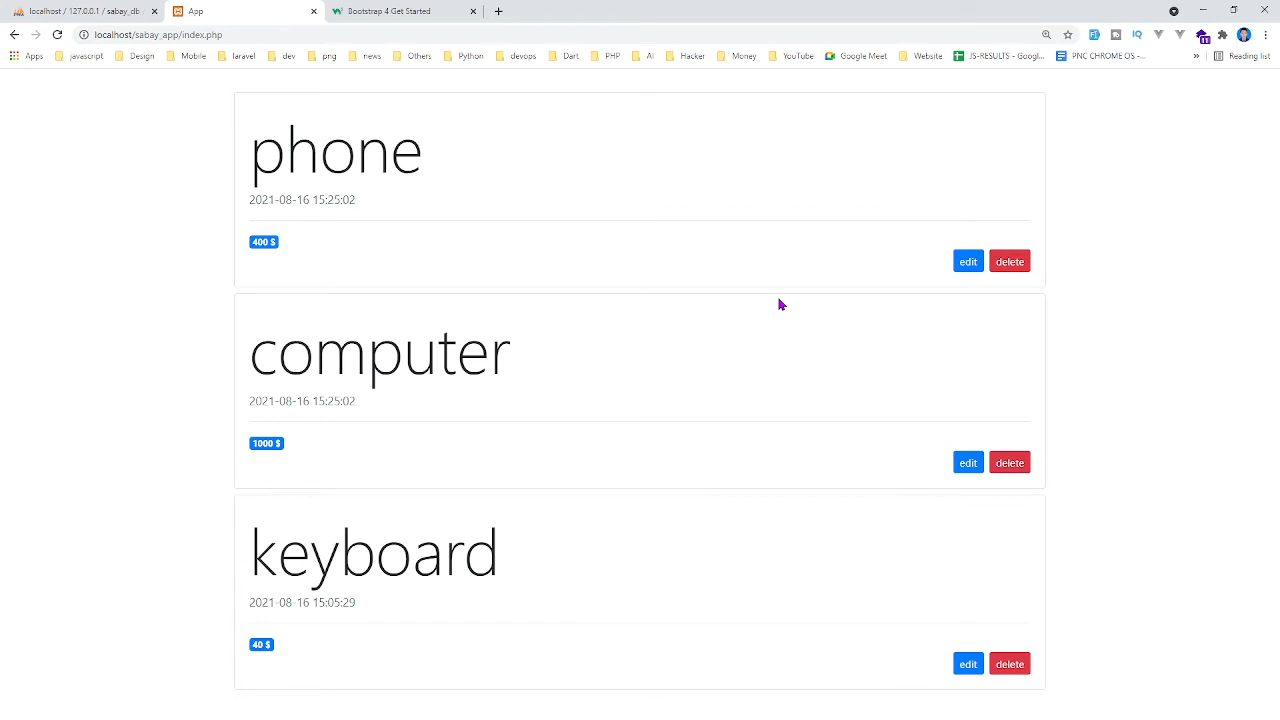 localhost / 127.0.0.1 / sabay_db
App
Bootstrap 4 Get Started
localhost/sabay_app/index.php
Apps
javascript
Design
Mobile
laravel
dev
png
news
Others
Python
devops
Dart
PHP
AI
Hacker
Money
YouTube
Google Meet
Website
JS-RESULTS - Googl...
PNC CHROME OS -...
»
Reading list
phone
2021-08-16 15:25:02
400 $
edit
delete
computer
2021-08-16 15:25:02
1000 $
edit
delete
keyboard
2021-08-16 15:05:29
40 $
edit
delete